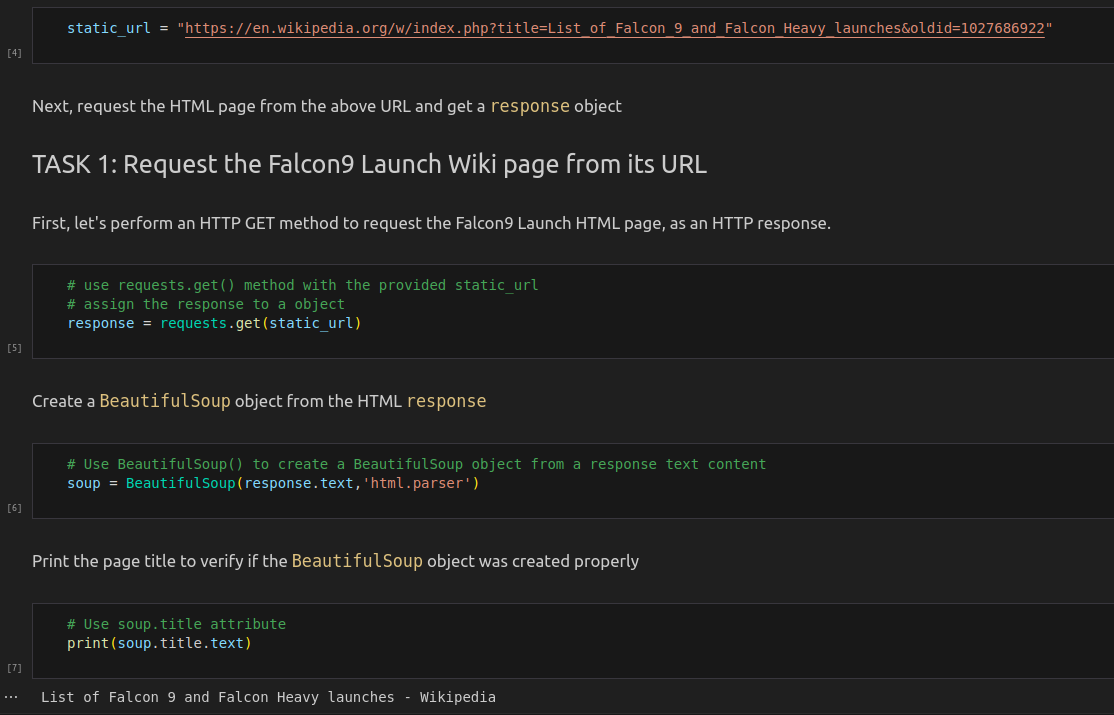 static_url = "https://en.wikipedia.org/w/index.php?title=List_of_Falcon_9_and_Falcon_Heavy_launches&oldid=1027686922"
[4]
Next, request the HTML page from the above URL and get a response object
TASK 1: Request the Falcon9 Launch Wiki page from its URL
First, let's perform an HTTP GET method to request the Falcon9 Launch HTML page, as an HTTP response.
# use requests.get() method with the provided static_url
# assign the response to a object
response = requests.get(static_url)
[5]
Create a BeautifulSoup object from the HTML response
# Use BeautifulSoup() to create a BeautifulSoup object from a response text content
soup = BeautifulSoup(response.text,'html.parser')
[6]
Print the page title to verify if the BeautifulSoup object was created properly
# Use soup.title attribute
print(soup.title.text)
[7]
... List of Falcon 9 and Falcon Heavy launches - Wikipedia